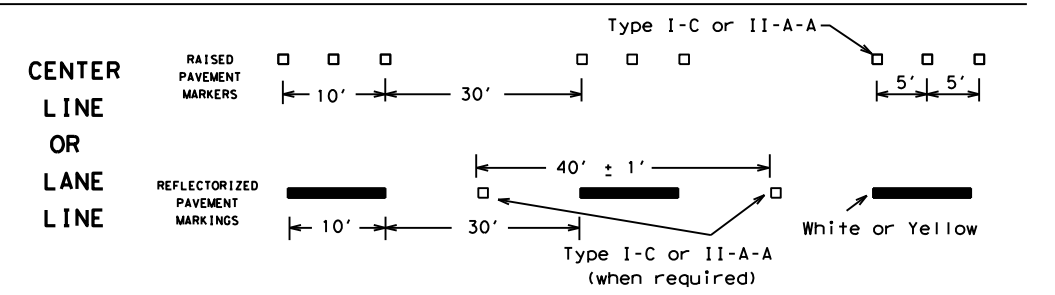 CENTER
LINE
OR
LANE
LINE
RAISED
PAVEMENT
MARKERS
10'
30'
Type I-C or II-A-A
5'
5'
REFLECTORIZED
PAVEMENT
MARKINGS
10'
30'
40' ± 1'
Type I-C or II-A-A
(when required)
White or Yellow